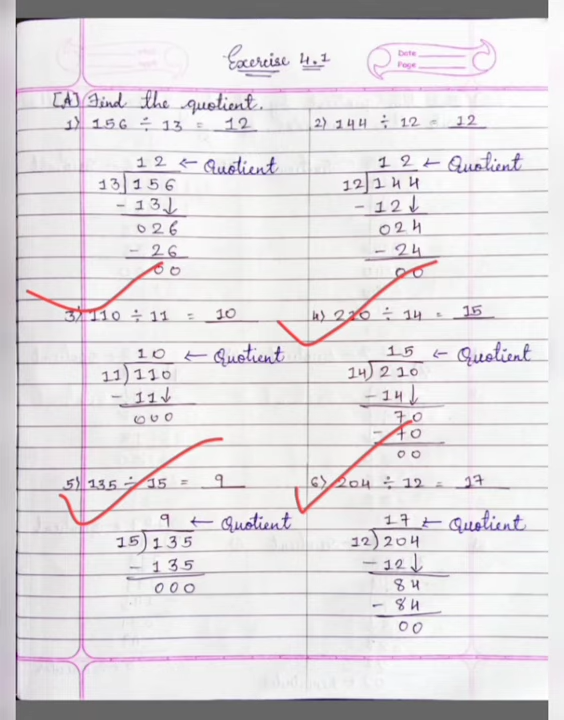 Exercise 4.1
Date
Page
[A] Find the quotient.
1) 156 ÷ 13 = 12
12 ← Quotient
13)156
- 13↓
026
- 26
00
2) 144 ÷ 12 = 12
12 ← Quotient
12)144
- 12↓
024
- 24
00
3) 110 ÷ 11 = 10
10 ← Quotient
11)110
- 11↓
000
4) 210 ÷ 14 = 15
15 ← Quotient
14)210
- 14↓
70
- 70
00
5) 135 ÷ 15 = 9
9 ← Quotient
15)135
- 135
000
6) 204 ÷ 12 = 17
17 ← Quotient
12)204
- 12↓
84
- 84
00